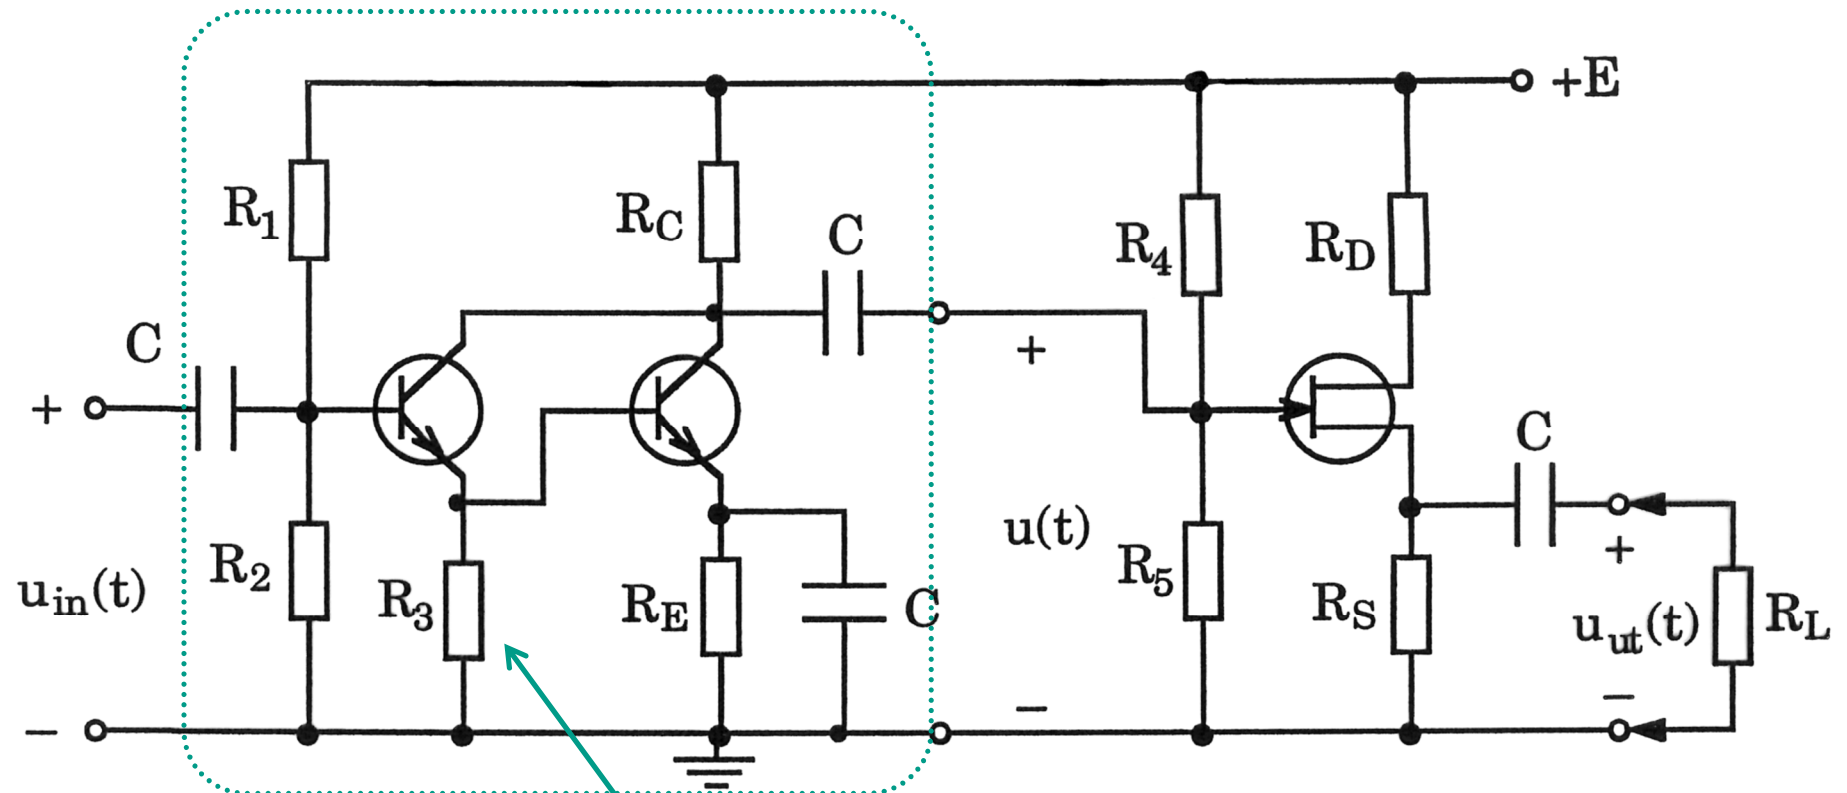 +E
R1
RC
C
R4
RD
C
+
+
C
uin(t)
R2
R3
RE
C
u(t)
R5
RS
+
uut(t)
RL
−
−
−